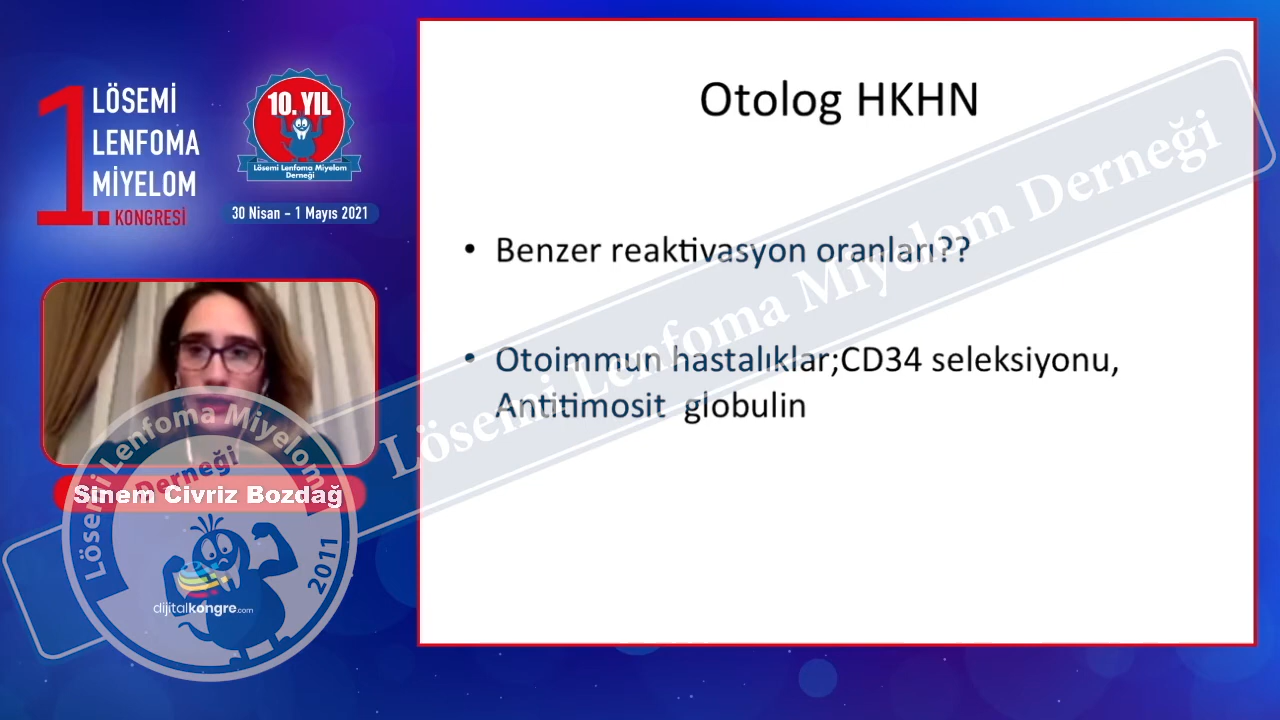 1.
LÖSEMİ
LENFOMA
MİYELOM
KONGRESİ
10. YIL
Lösemi Lenfoma Miyelom
Derneği
30 Nisan - 1 Mayıs 2021
Otolog HKHN
• Benzer reaktivasyon oranları??
• Otoimmun hastalıklar;CD34 seleksiyonu,
Antitimosit globulin
Sinem Civriz Bozdağ
Lösemi Lenfoma Miyelom
Derneği
2011
dijitalkongre.com
Lösemi Lenfoma Miyelom Derneği